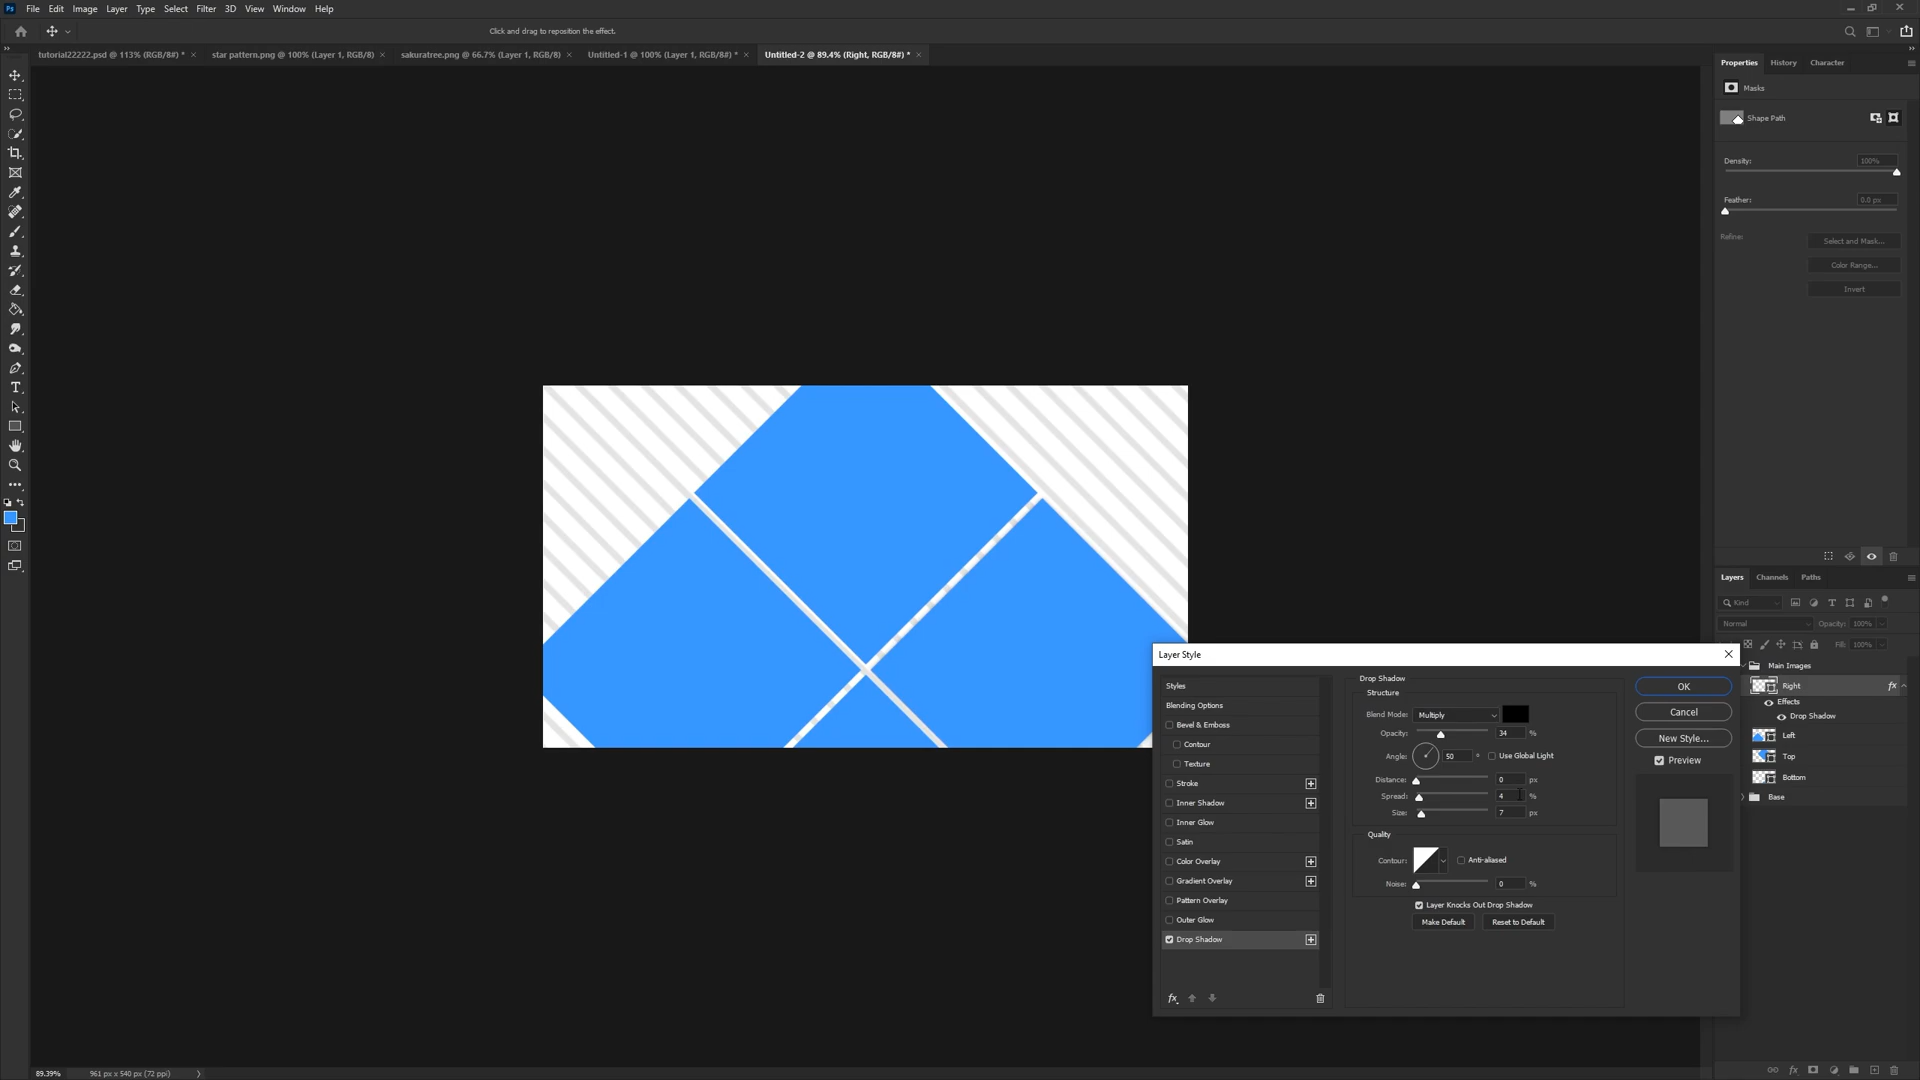 Ps File Edit Image Layer Type Select Filter 3D View Window Help
Click and drag to reposition the effect.
tutorial22222.psd @ 113% (RGB/8#) * × star pattern.png @ 100% (Layer 1, RGB/8) × sakuratree.png @ 66.7% (Layer 1, RGB/8) × Untitled-1 @ 100% (Layer 1, RGB/8#) * × Untitled-2 @ 89.4% (Right, RGB/8#) * ×
Properties History Character
Masks
Shape Path
Density: 100%
Feather: 0.0 px
Refine: Select and Mask...
Color Range...
Invert
Layers Channels Paths
Kind
Normal Opacity: 100%
Fill: 100%
Main Images
Right fx
Effects
Drop Shadow
Left
Top
Bottom
Base
Layer Style
Styles
Blending Options
Bevel & Emboss
Contour
Texture
Stroke
Inner Shadow
Inner Glow
Satin
Color Overlay
Gradient Overlay
Pattern Overlay
Outer Glow
Drop Shadow
fx
Drop Shadow
Structure
Blend Mode: Multiply
Opacity: 34 %
Angle: 50 ° Use Global Light
Distance: 0 px
Spread: 4 %
Size: 7 px
Quality
Contour: Anti-aliased
Noise: 0 %
Layer Knocks Out Drop Shadow
Make Default Reset to Default
OK
Cancel
New Style...
Preview
89.39% 961 px x 540 px (72 ppi)
fx